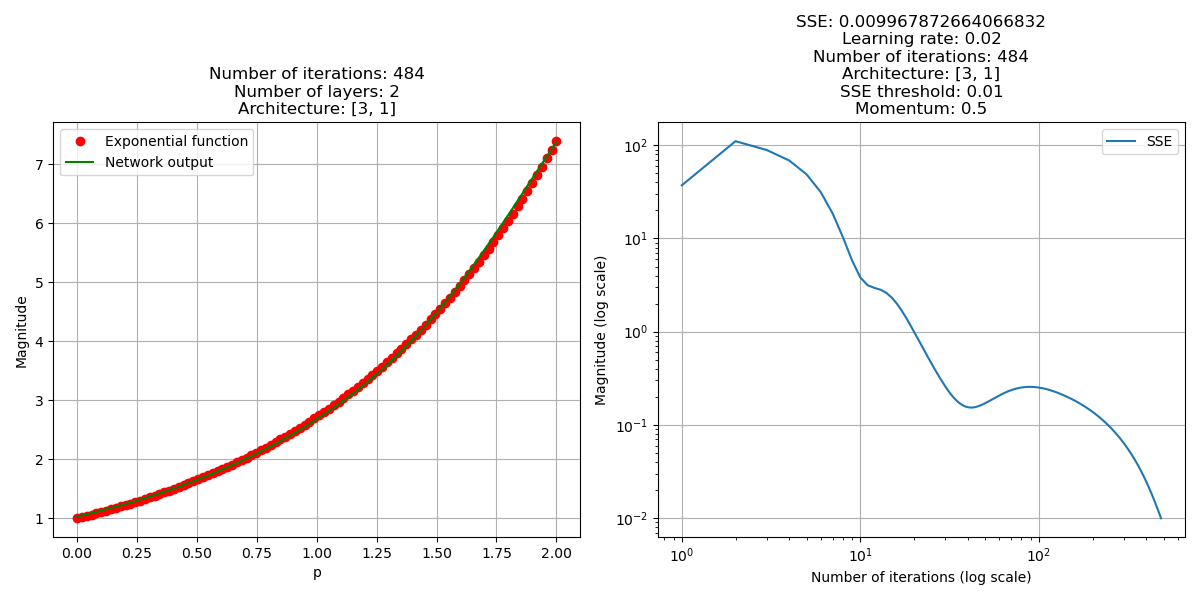 Number of iterations: 484
Number of layers: 2
Architecture: [3, 1]
Exponential function
Network output
Magnitude
7
6
5
4
3
2
1
0.00 0.25 0.50 0.75 1.00 1.25 1.50 1.75 2.00
p
SSE: 0.009967872664066832
Learning rate: 0.02
Number of iterations: 484
Architecture: [3, 1]
SSE threshold: 0.01
Momentum: 0.5
SSE
Magnitude (log scale)
10²
10¹
10⁰
10⁻¹
10⁻²
10⁰ 10¹ 10²
Number of iterations (log scale)